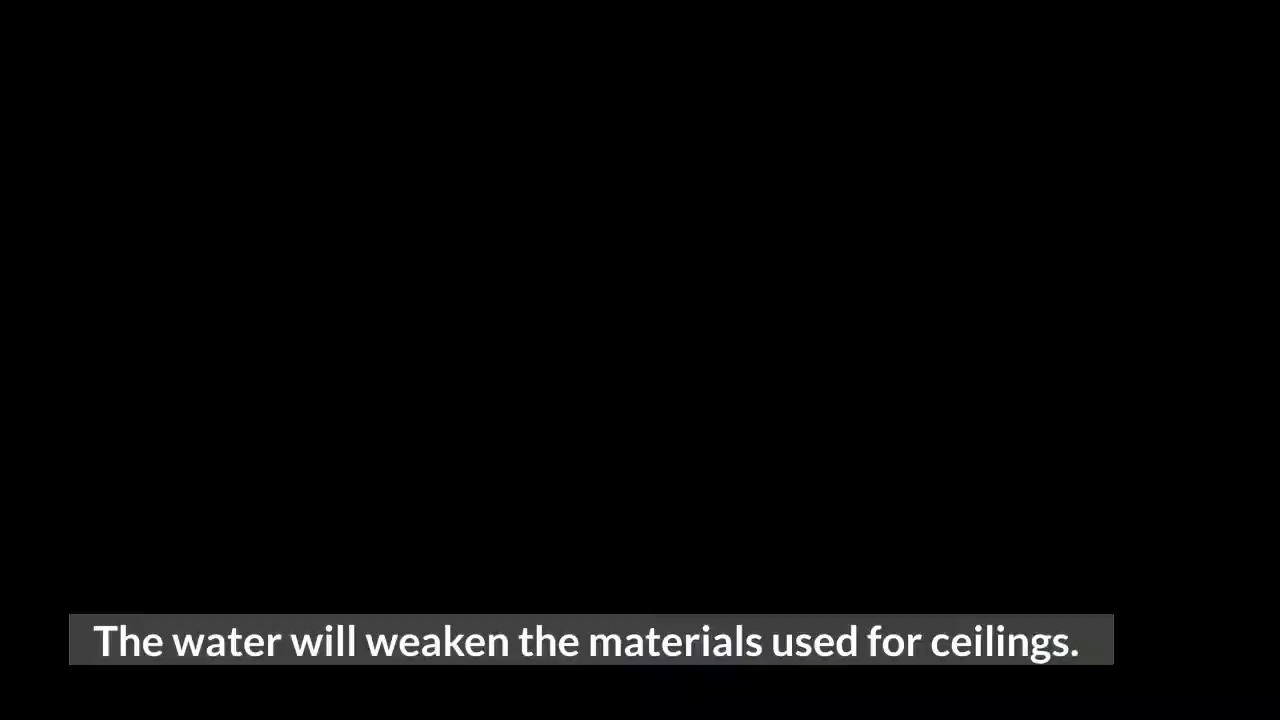 The water will weaken the materials used for ceilings.